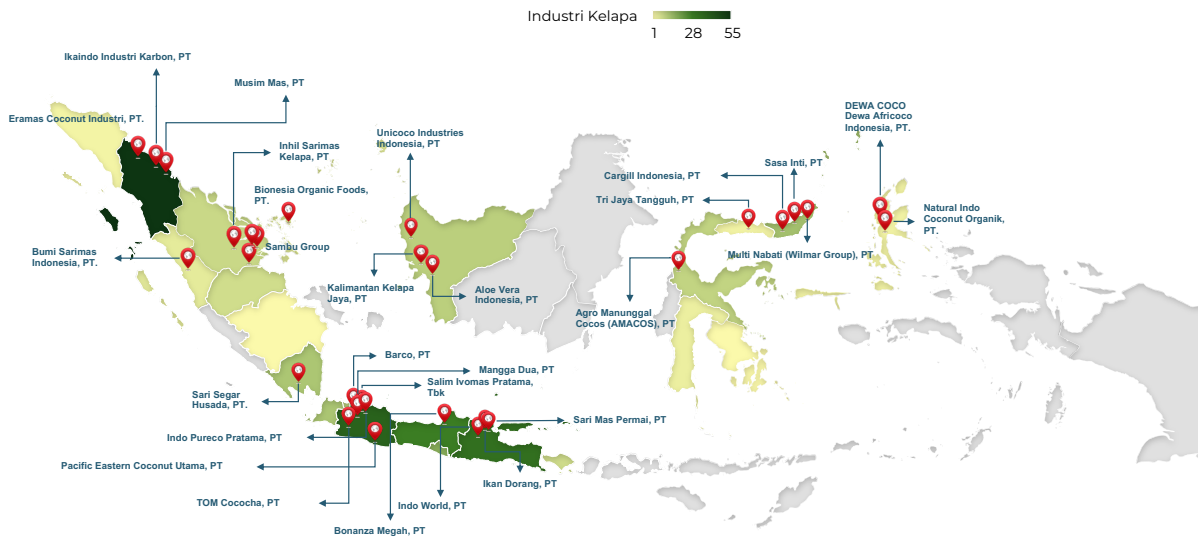 Industri Kelapa
1 28 55
Ikaindo Industri Karbon, PT
Musim Mas, PT
Eramas Coconut Industri, PT.
Inhil Sarimas
Kelapa, PT
Bionesia Organic Foods,
PT.
Sambu Group
Bumi Sarimas
Indonesia, PT.
Unicoco Industries
Indonesia, PT
Kalimantan Kelapa
Jaya, PT
Aloe Vera
Indonesia, PT
DEWA COCO
Dewa Africoco
Indonesia, PT.
Sasa Inti, PT
Cargill Indonesia, PT
Tri Jaya Tangguh, PT
Natural Indo
Coconut Organik,
PT.
Multi Nabati (Wilmar Group), PT
Agro Manunggal
Cocos (AMACOS), PT
Barco, PT
Mangga Dua, PT
Salim Ivomas Pratama,
Tbk
Sari Segar
Husada, PT.
Sari Mas Permai, PT
Indo Pureco Pratama, PT
Pacific Eastern Coconut Utama, PT
Ikan Dorang, PT
TOM Cococha, PT
Indo World, PT
Bonanza Megah, PT